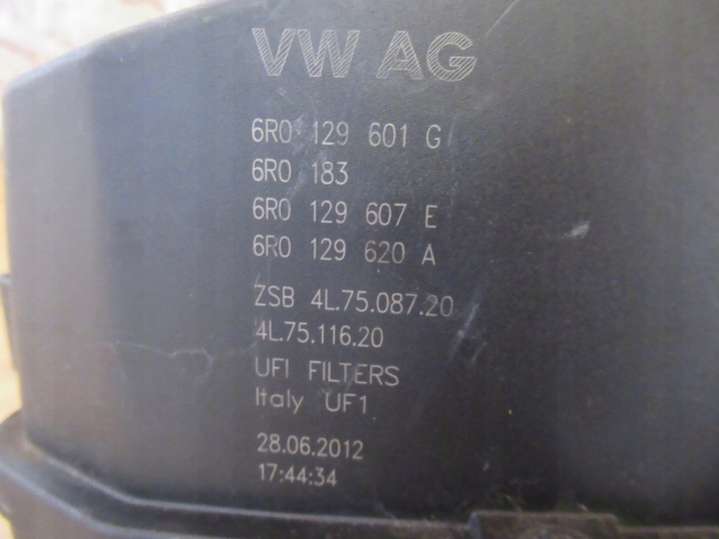 VW AG
6R0 129 601 G
6R0 183
6R0 129 607 E
6R0 129 620 A
ZSB 4L.75.087.20
4L.75.116.20
UFI FILTERS
Italy UF1
28.06.2012
17:44:34